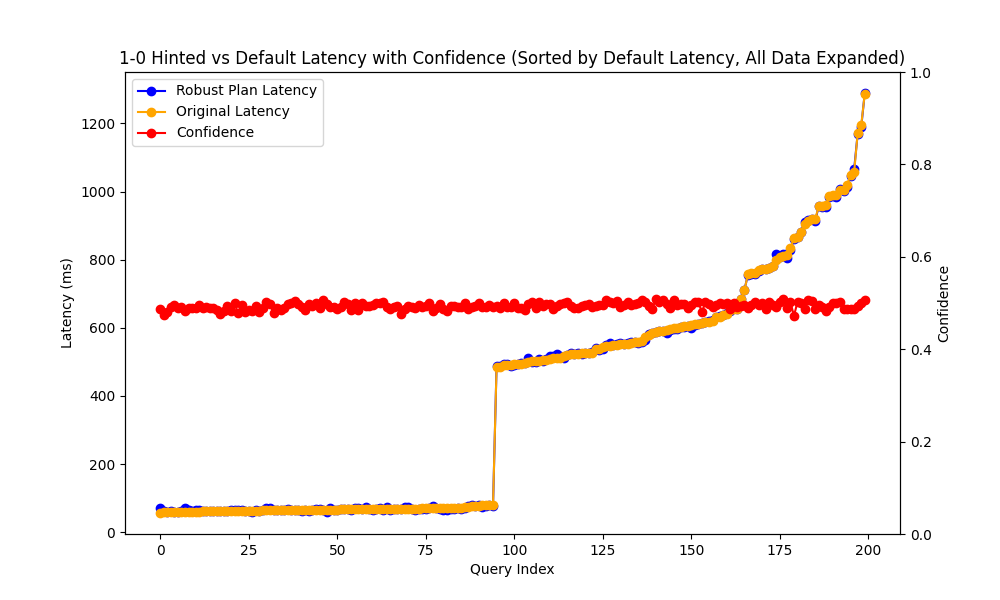 1-0 Hinted vs Default Latency with Confidence (Sorted by Default Latency, All Data Expanded)
Robust Plan Latency
Original Latency
Confidence
Latency (ms)
1200
1000
800
600
400
200
0
0 25 50 75 100 125 150 175 200
Query Index
1.0
0.8
0.6
0.4
0.2
0.0
Confidence